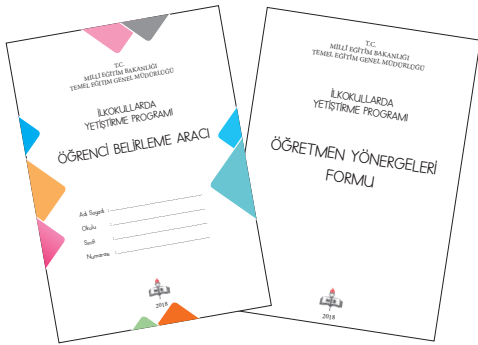 T.C.
MİLLİ EĞİTİM BAKANLIĞI
TEMEL EĞİTİM GENEL MÜDÜRLÜĞÜ
İLKOKULLARDA
YETİŞTİRME PROGRAMI
ÖĞRENCİ BELİRLEME ARACI
Adı Soyadı :
Okulu :
Sınıfı :
Numarası :
2018
T.C.
MİLLİ EĞİTİM BAKANLIĞI
TEMEL EĞİTİM GENEL MÜDÜRLÜĞÜ
İLKOKULLARDA
YETİŞTİRME PROGRAMI
ÖĞRETMEN YÖNERGELERİ
FORMU
2018